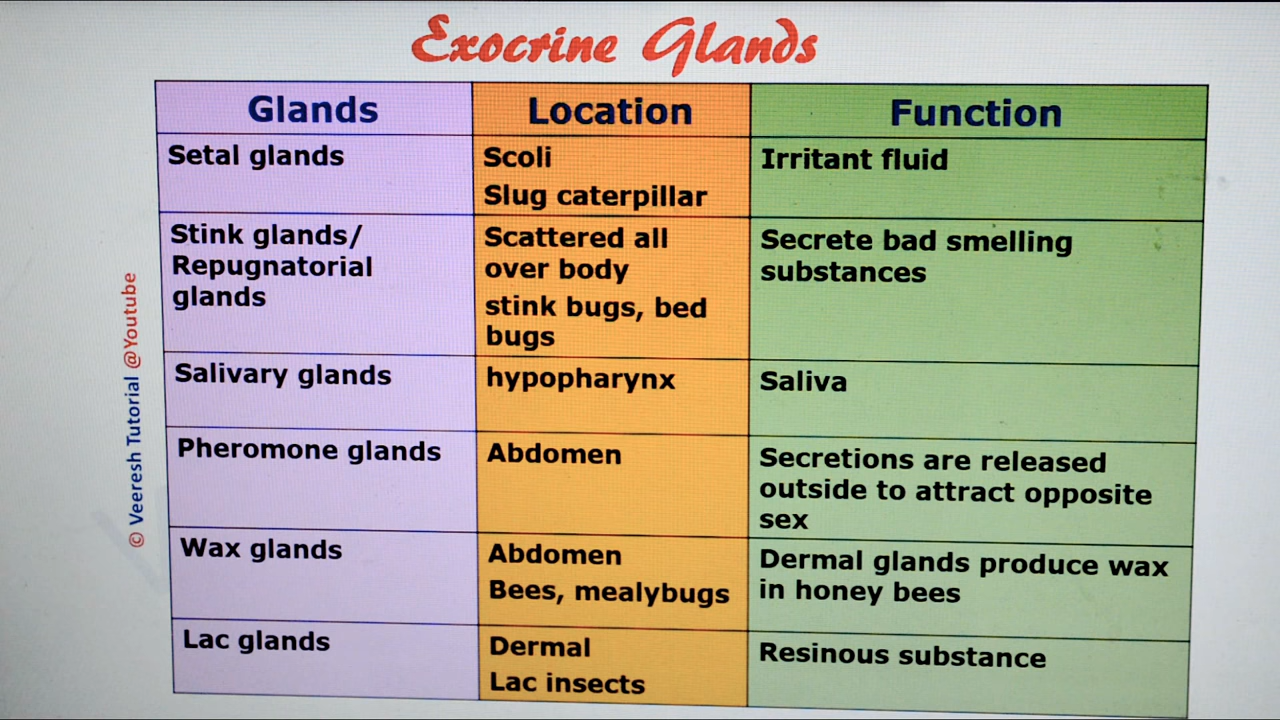 Exocrine Glands
Glands Location Function
Setal glands
Scoli
Slug caterpillar
Irritant fluid
Stink glands/
Repugnatorial
glands
Scattered all
over body
stink bugs, bed
bugs
Secrete bad smelling
substances
Salivary glands
hypopharynx
Saliva
Pheromone glands
Abdomen
Secretions are released
outside to attract opposite
sex
Wax glands
Abdomen
Bees, mealybugs
Dermal glands produce wax
in honey bees
Lac glands
Dermal
Lac insects
Resinous substance
© Veeresh Tutorial @Youtube